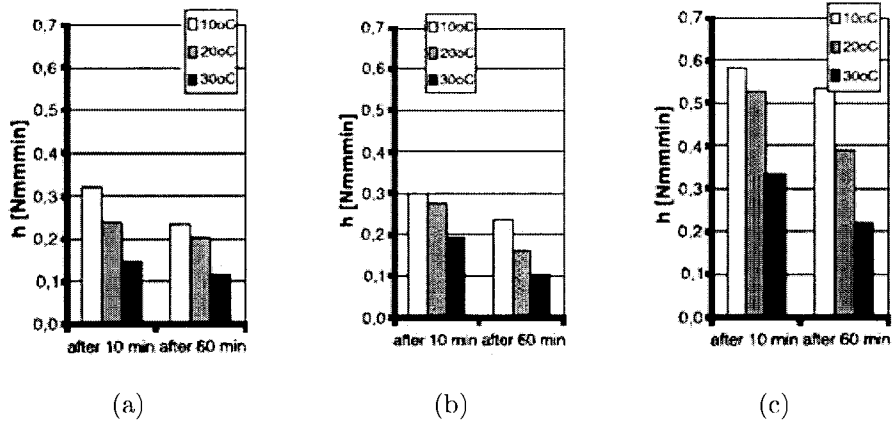 h [Nmmmin]
0,7
0,6
0,5
0,4
0,3
0,2
0,1
0,0
10oC
20oC
30oC
after 10 min after 60 min
(a)
h [Nmmmin]
0,7
0,6
0,5
0,4
0,3
0,2
0,1
0,0
10oC
20oC
30oC
after 10 min after 60 min
(b)
h [Nmmmin]
0,7
0,6
0,5
0,4
0,3
0,2
0,1
0,0
10oC
20oC
30oC
after 10 min after 60 min
(c)